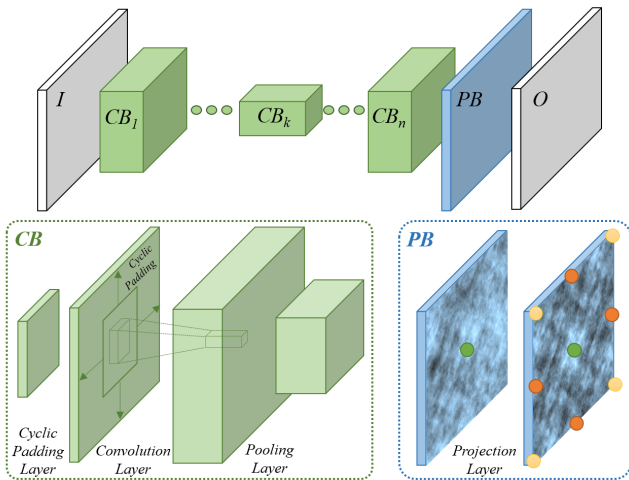 I
CB1
CBk
CBn
PB
O
CB
Cyclic
Padding
Cyclic
Padding
Layer
Convolution
Layer
Pooling
Layer
PB
Projection
Layer